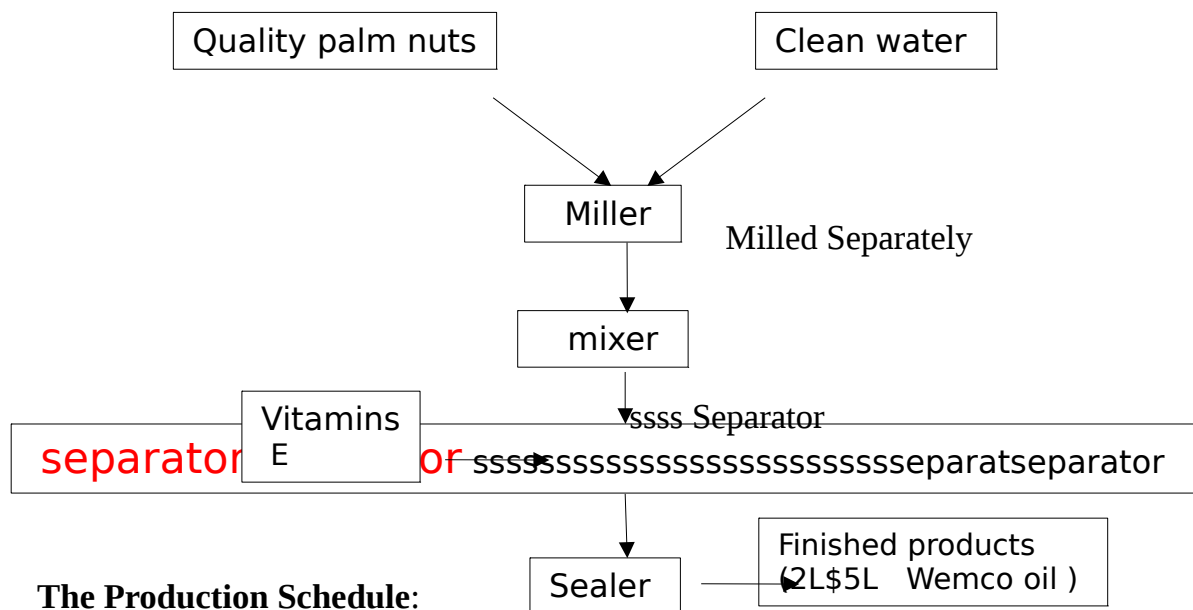 Quality palm nuts
Clean water
Miller
Milled Separately
mixer
Vitamins
E
ssss Separator
separator or sssssssssssssssssssssssssseparatseparator
Finished products
(2L$5L Wemco oil )
Sealer
The Production Schedule: